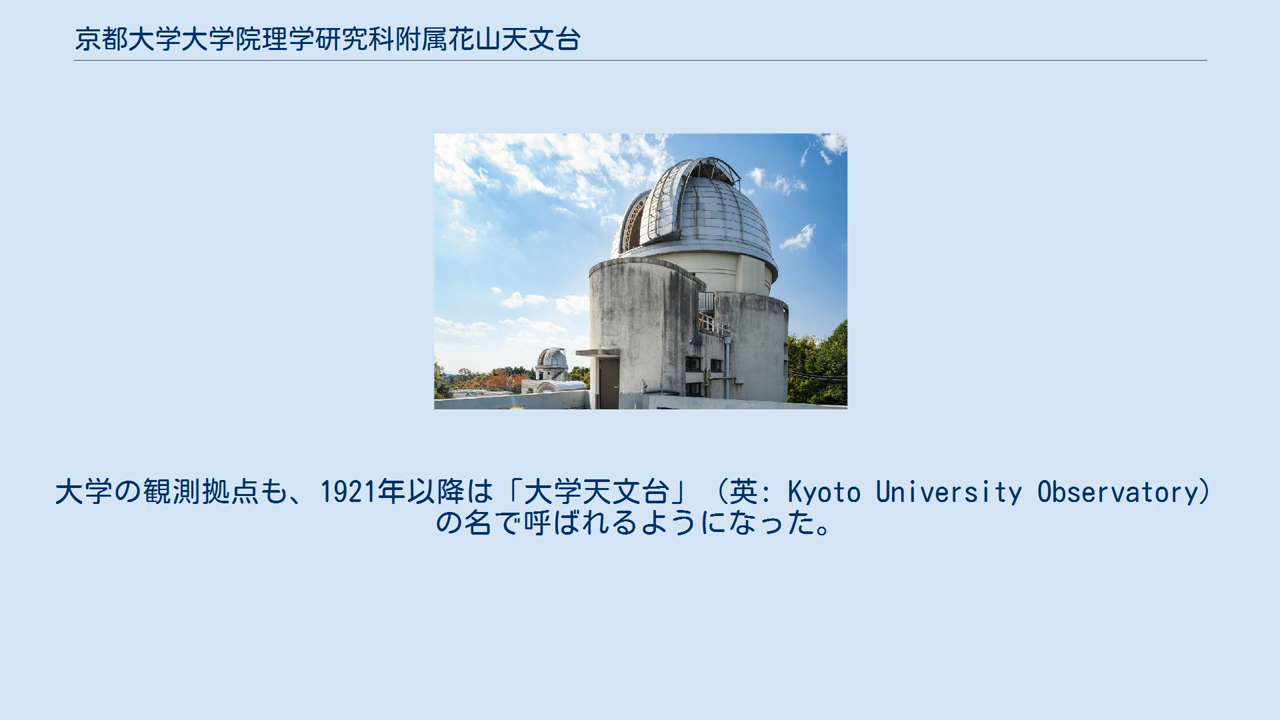 京都大学大学院理学研究科附属花山天文台
大学の観測拠点も、1921年以降は「大学天文台」（英: Kyoto University Observatory）
の名で呼ばれるようになった。